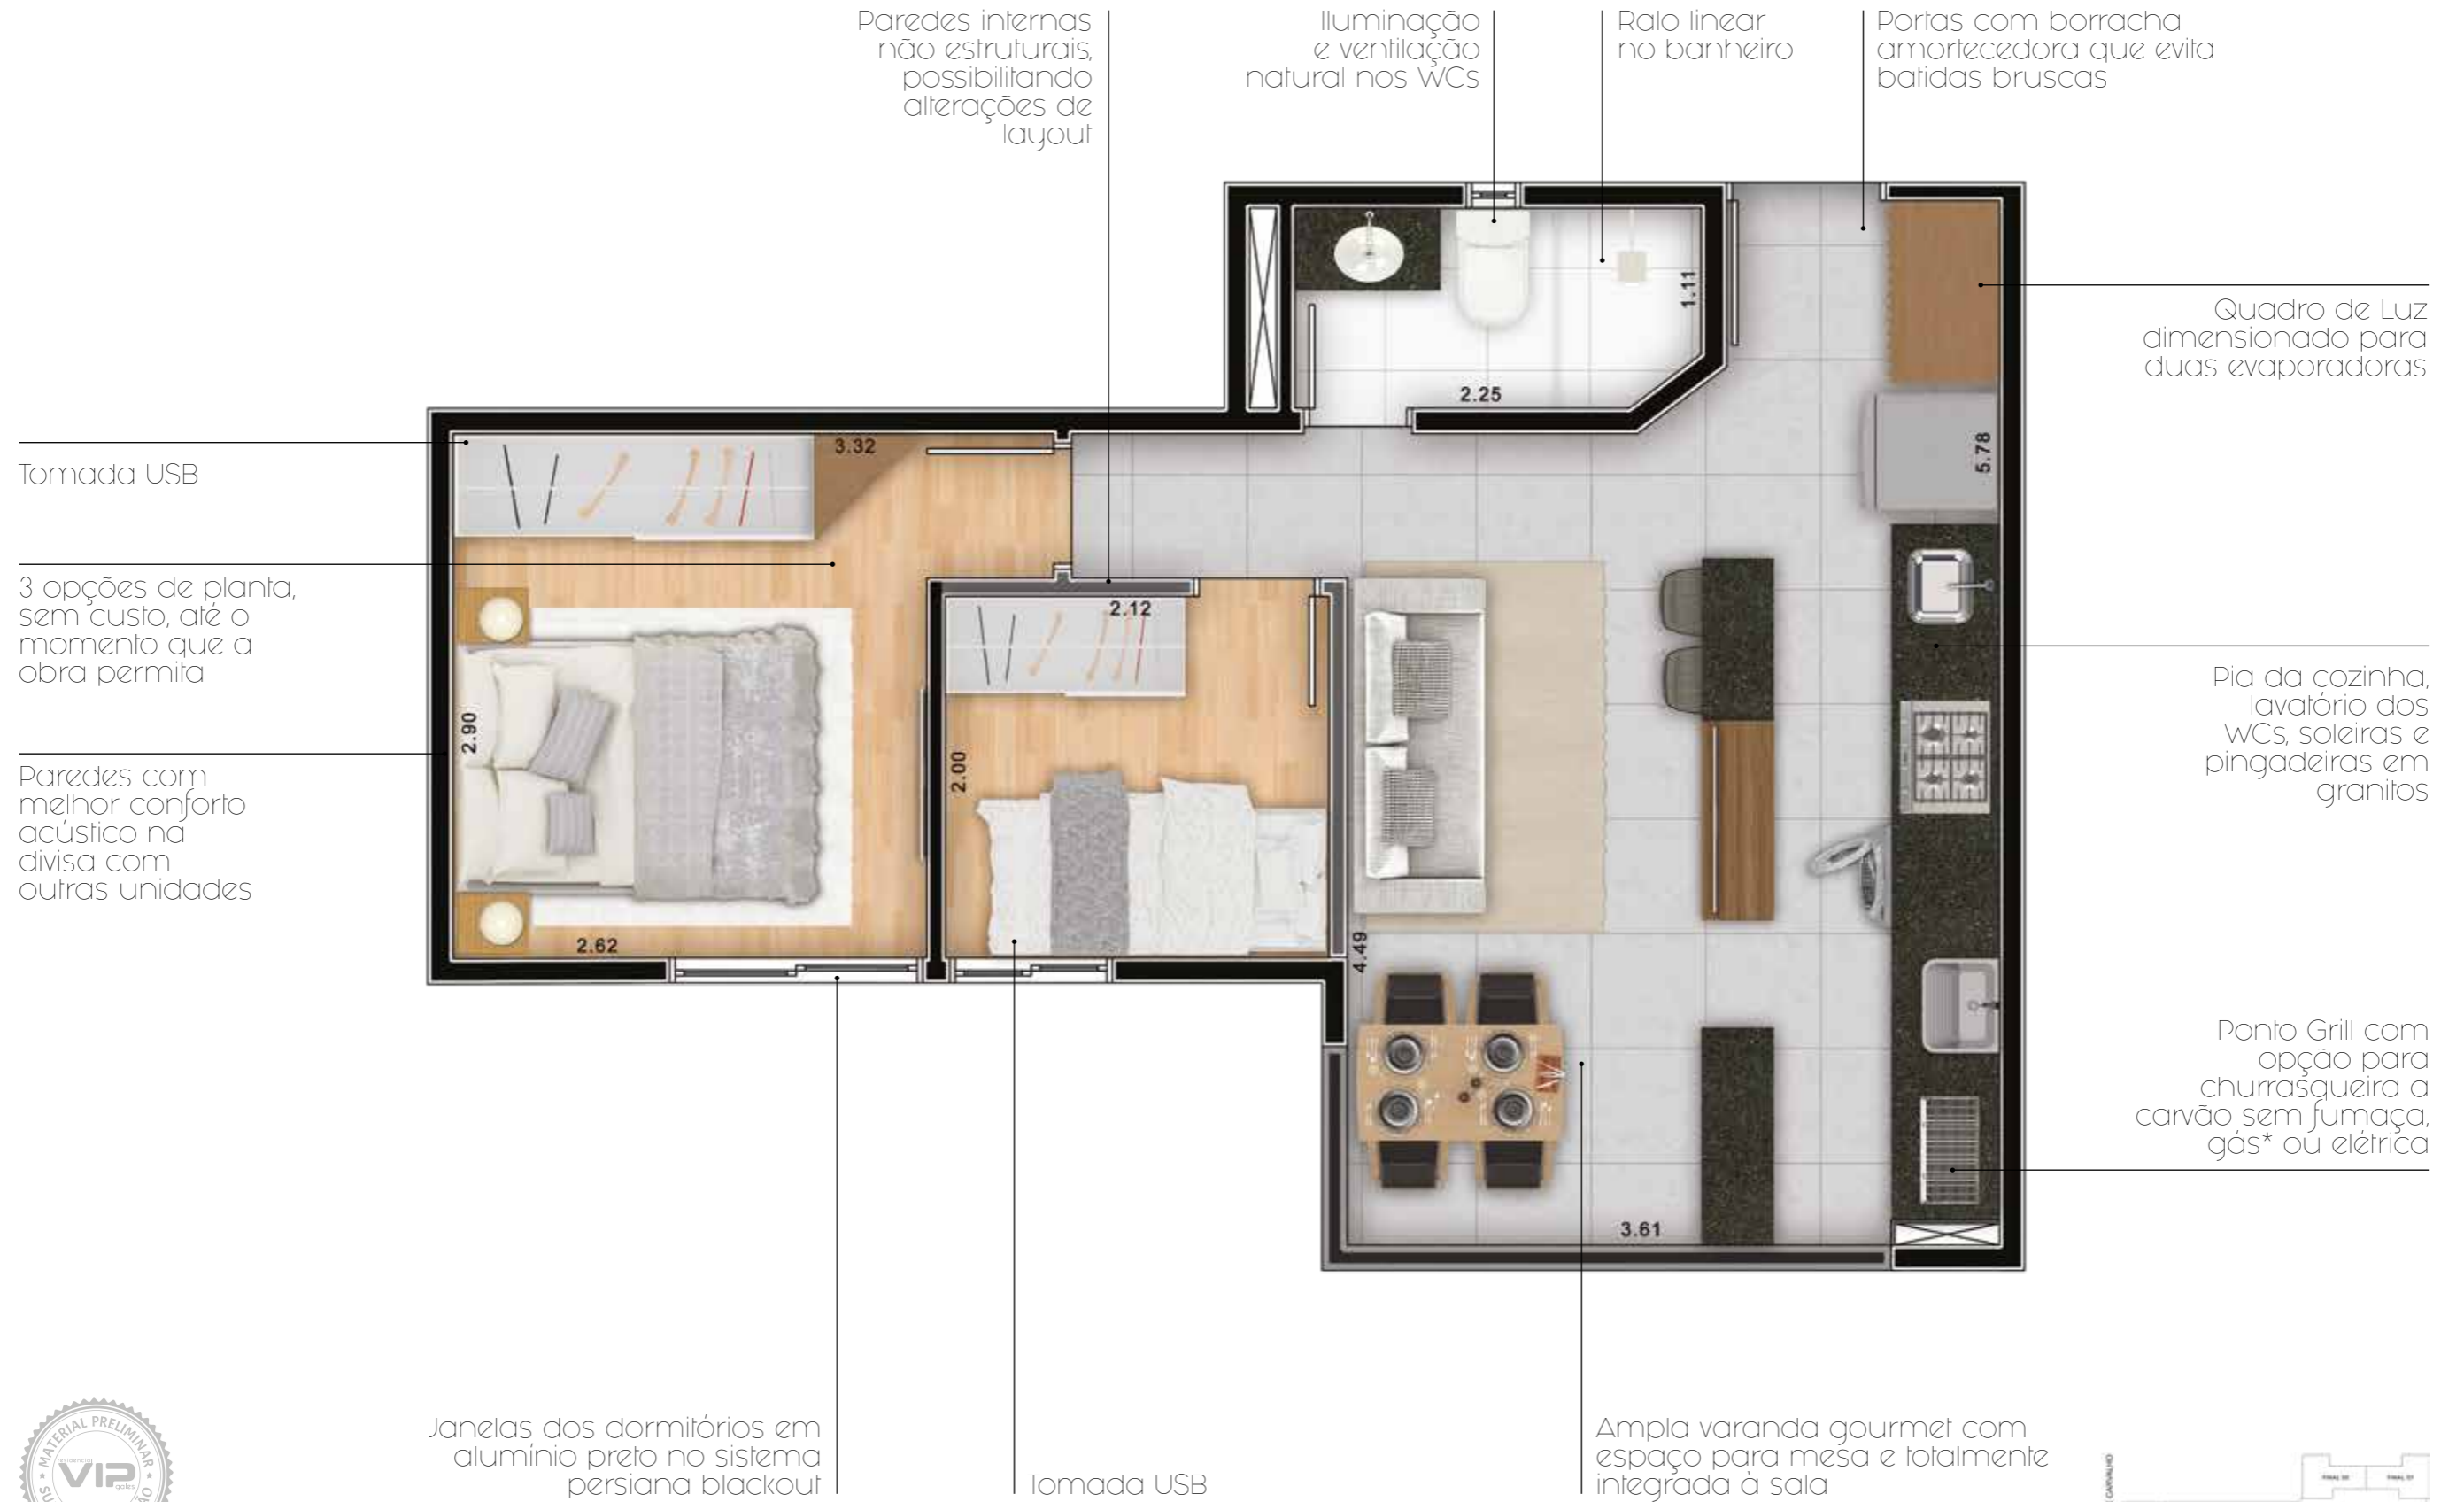 Paredes internas
não estruturais,
possibilitando
alterações de
layout
Iluminação
e ventilação
natural nos WCs
Ralo linear
no banheiro
Portas com borracha
amortecedora que evita
batidas bruscas
Quadro de Luz
dimensionado para
duas evaporadoras
1.11
2.25
Tomada USB
3.32
5.78
3 opções de planta,
sem custo, até o
momento que a
obra permita
2.12
Pia da cozinha,
lavatório dos
WCs, soleiras e
pingadeiras em
granitos
2.90
2.00
Paredes com
melhor conforto
acústico na
divisa com
outras unidades
2.62
4.49
Ponto Grill com
opção para
churrasqueira a
carvão sem fumaça,
gás* ou elétrica
3.61
MATERIAL PRELIMINAR
residencial
VIP
gales
Janelas dos dormitórios em
alumínio preto no sistema
persiana blackout
Tomada USB
Ampla varanda gourmet com
espaço para mesa e totalmente
integrada à sala
CARVALHO